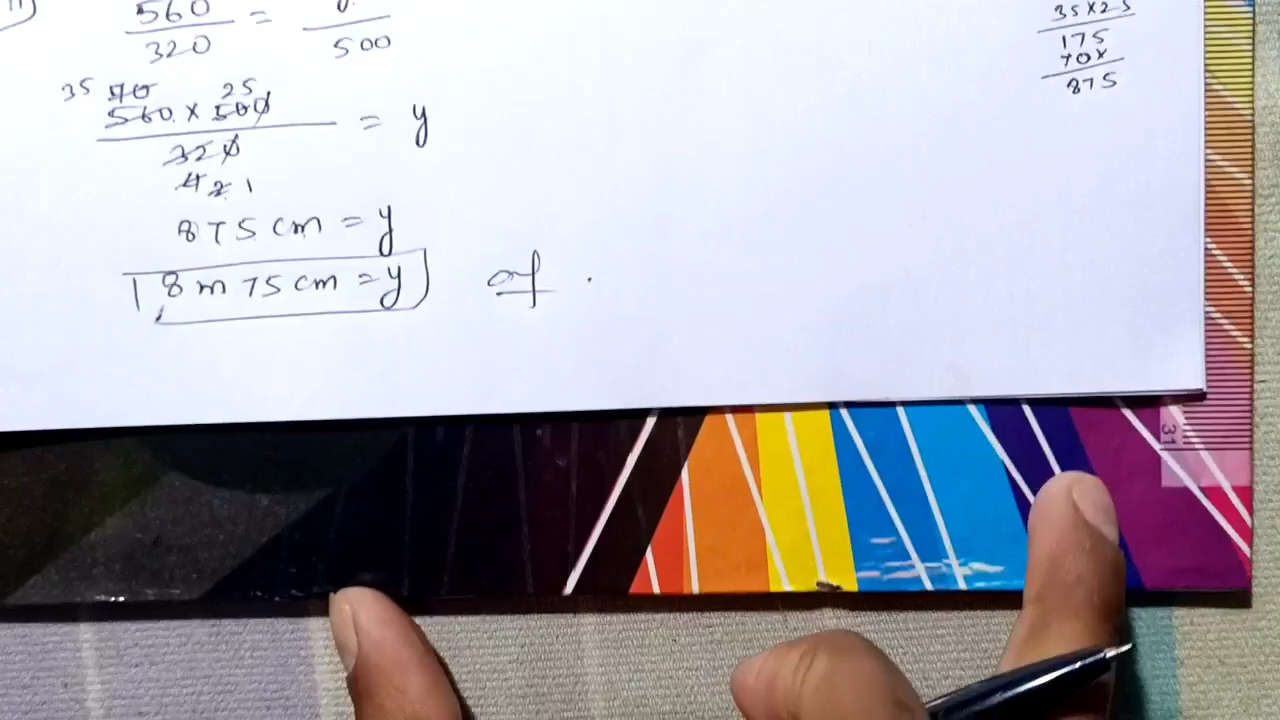 11)
560/320 = y/500
35 70 25
560 × 500 / 320 = y
4 2 1
875 cm = y
8 m 75 cm = y
35 × 25
175
70×
875
31